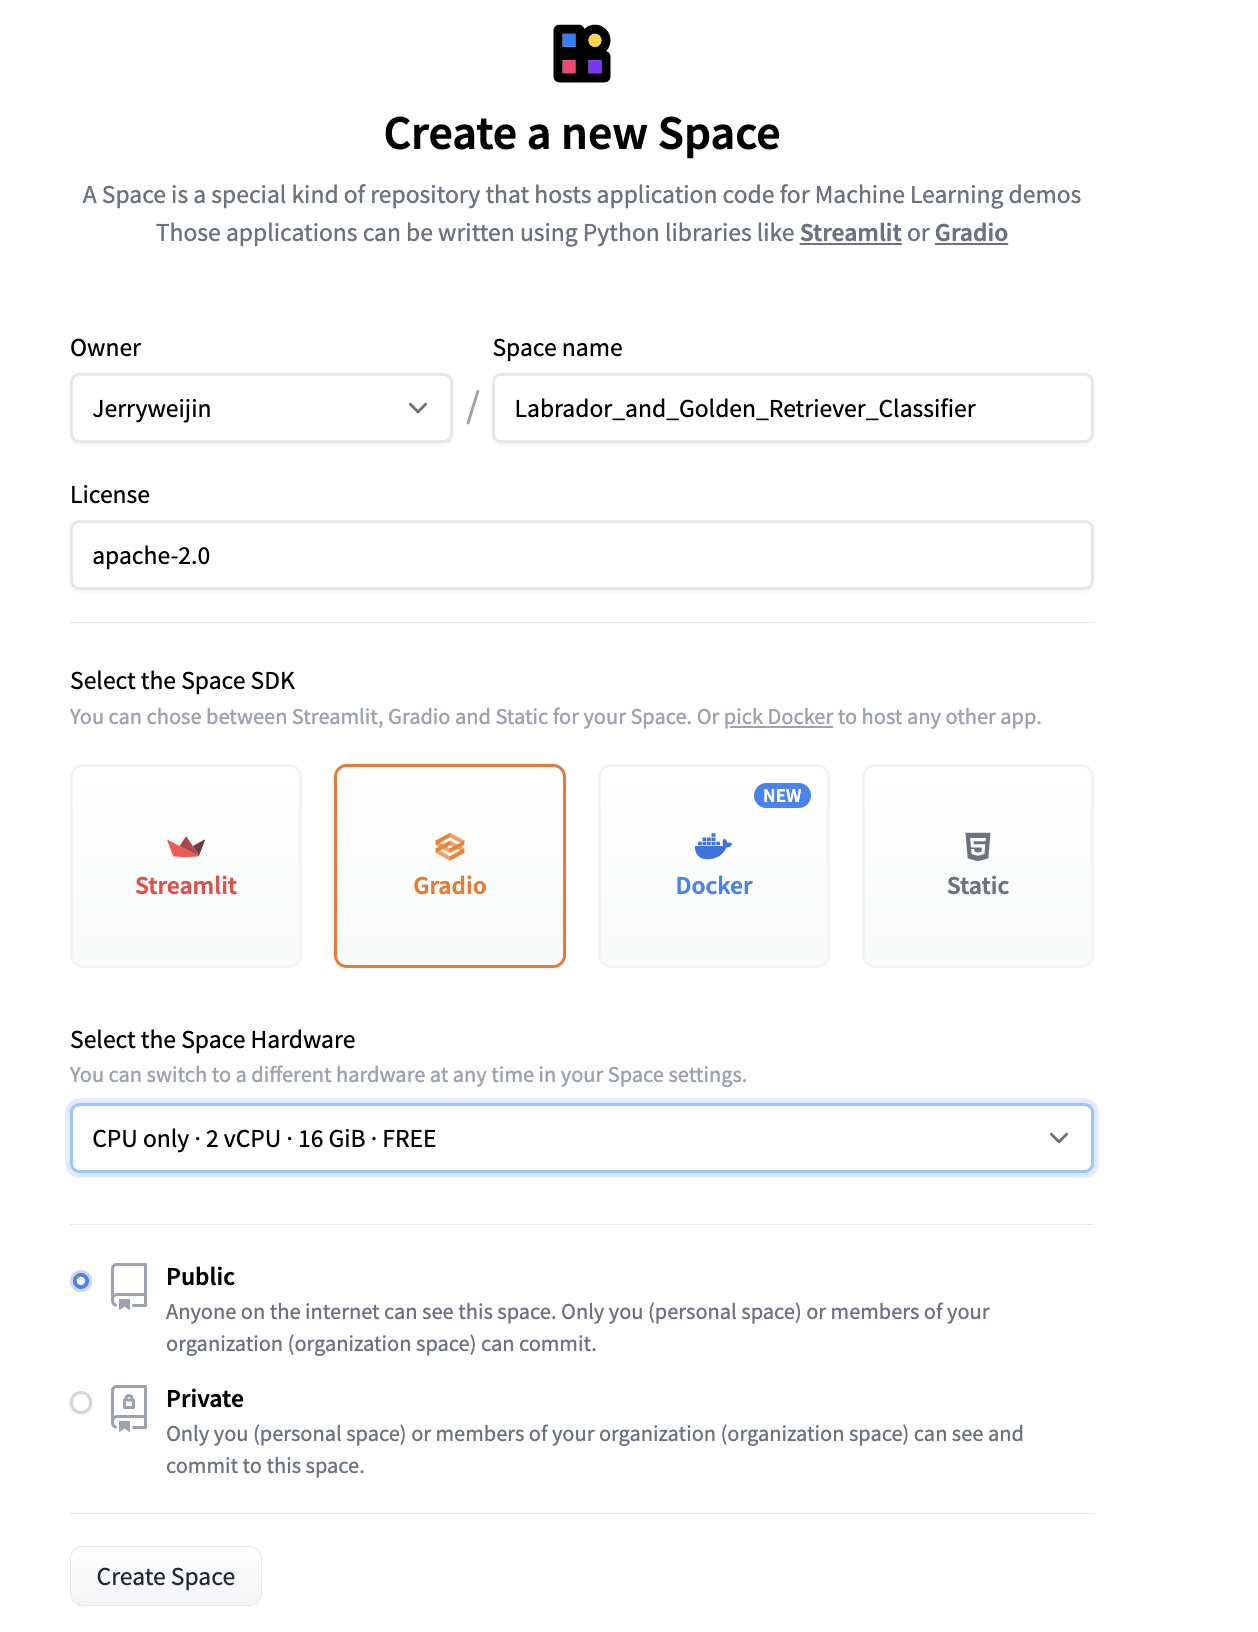 Create a new Space
A Space is a special kind of repository that hosts application code for Machine Learning demos
Those applications can be written using Python libraries like Streamlit or Gradio
Owner
Space name
Jerryweijin
/
Labrador_and_Golden_Retriever_Classifier
License
apache-2.0
Select the Space SDK
You can chose between Streamlit, Gradio and Static for your Space. Or pick Docker to host any other app.
NEW
Streamlit
Gradio
Docker
Static
Select the Space Hardware
You can switch to a different hardware at any time in your Space settings.
CPU only · 2 vCPU · 16 GiB · FREE
Public
Anyone on the internet can see this space. Only you (personal space) or members of your
organization (organization space) can commit.
Private
Only you (personal space) or members of your organization (organization space) can see and
commit to this space.
Create Space